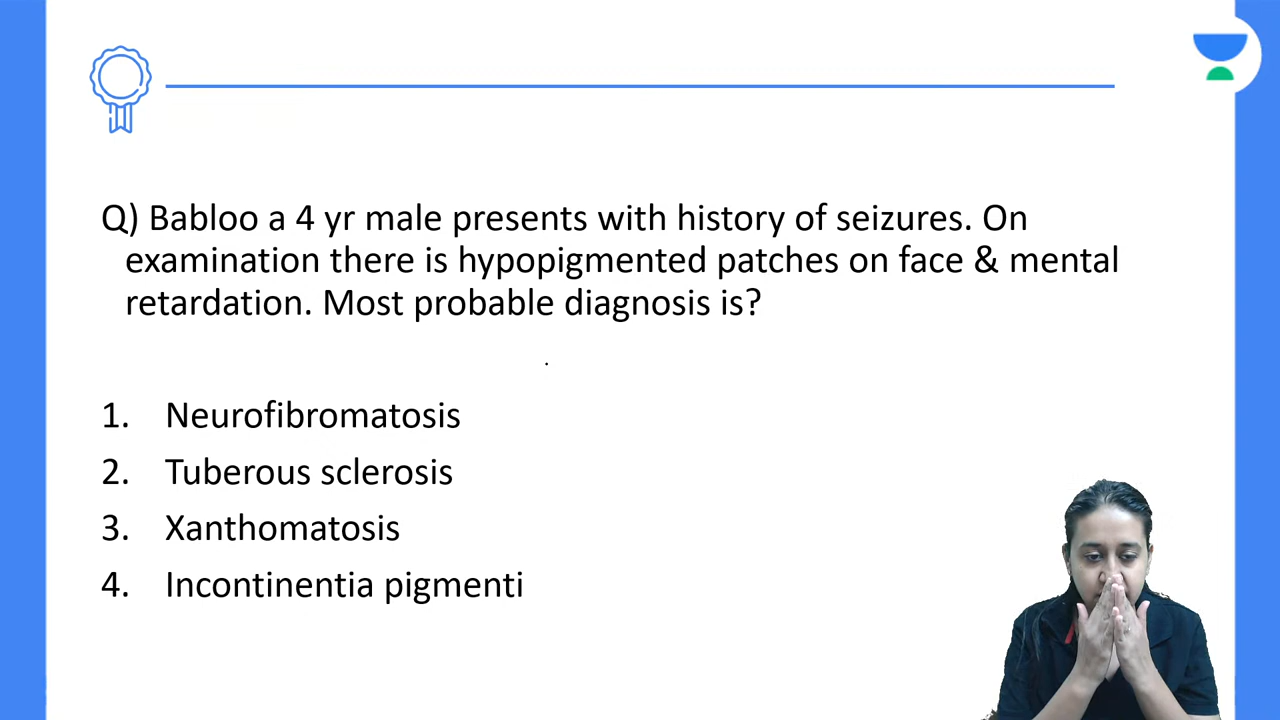 Q) Babloo a 4 yr male presents with history of seizures. On
examination there is hypopigmented patches on face & mental
retardation. Most probable diagnosis is?
1. Neurofibromatosis
2. Tuberous sclerosis
3. Xanthomatosis
4. Incontinentia pigmenti